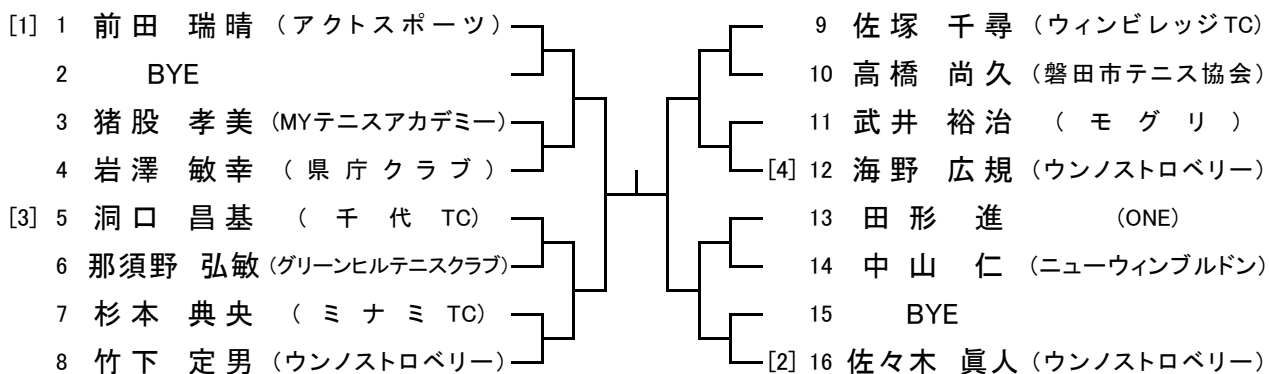 [1] 1 前田 瑞晴 (アクトスポーツ)
2 BYE
3 猪股 孝美 (MYテニスアカデミー)
4 岩澤 敏幸 (県庁クラブ)
[3] 5 洞口 昌基 (千代TC)
6 那須野 弘敏 (グリーンヒルテニスクラブ)
7 杉本 典央 (ミナミTC)
8 竹下 定男 (ウンノストロベリー)
9 佐塚 千尋 (ウィンビレッジTC)
10 高橋 尚久 (磐田市テニス協会)
11 武井 裕治 (モグリ)
[4] 12 海野 広規 (ウンノストロベリー)
13 田形 進 (ONE)
14 中山 仁 (ニューウィンブルドン)
15 BYE
[2] 16 佐々木 眞人 (ウンノストロベリー)